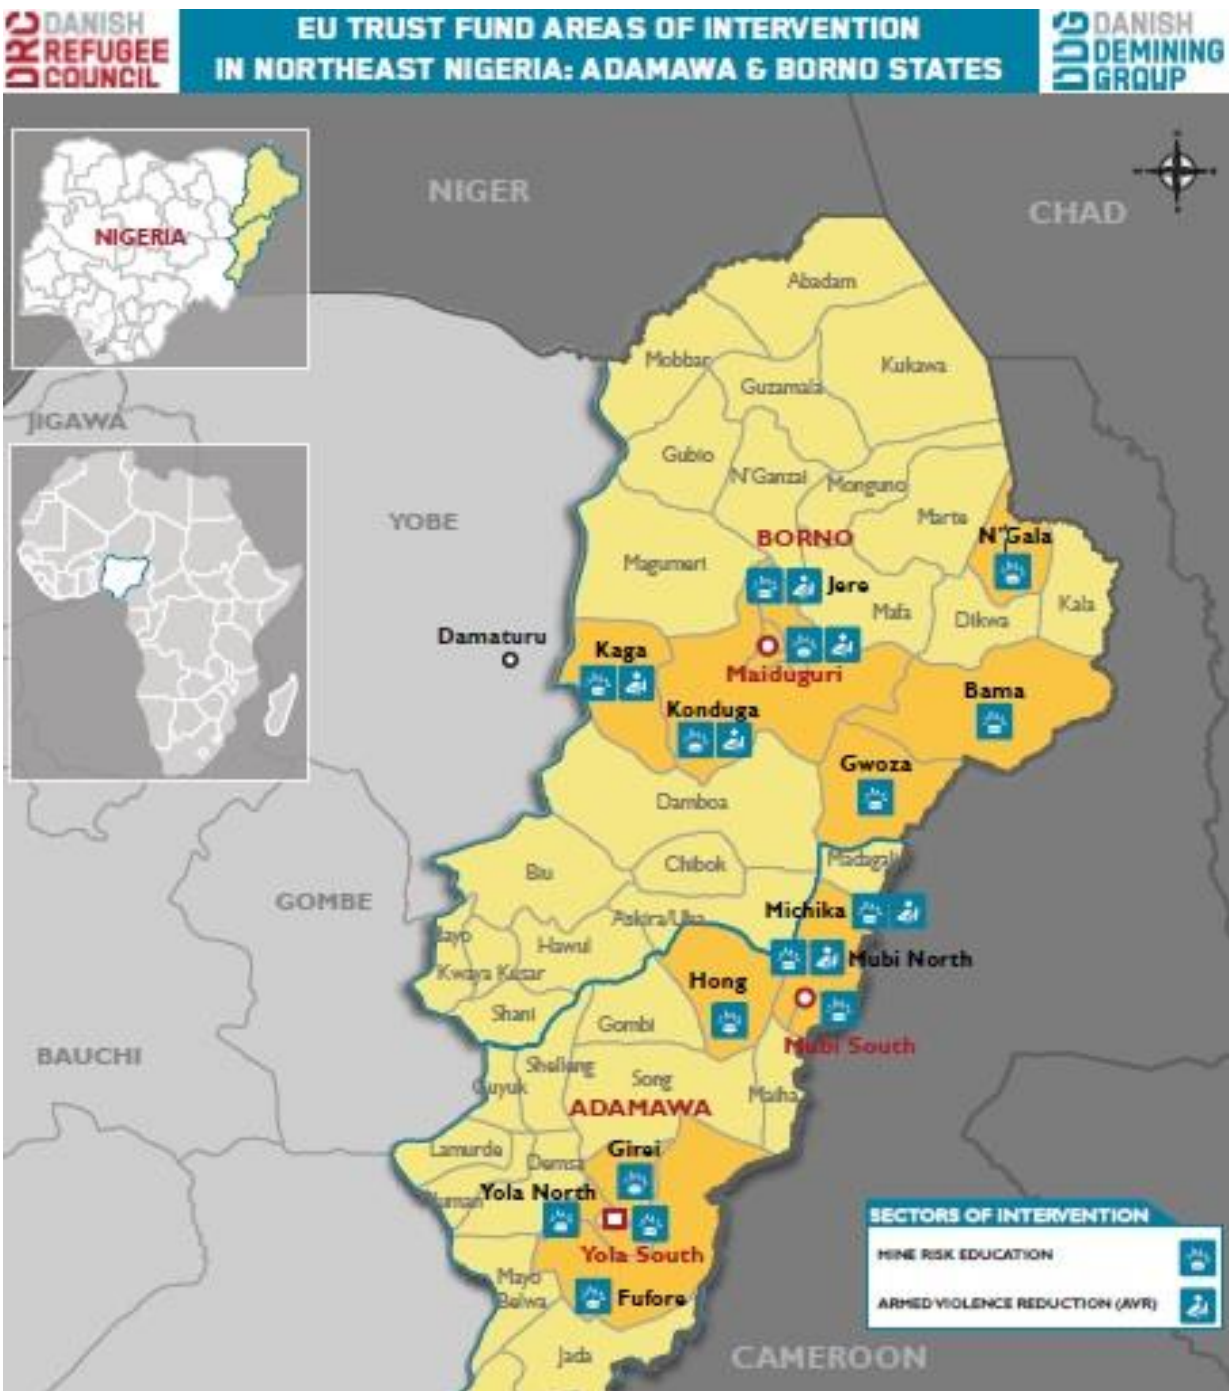 DRC DANISH
REFUGEE
COUNCIL
EU TRUST FUND AREAS OF INTERVENTION
IN NORTHEAST NIGERIA: ADAMAWA & BORNO STATES
DDG DANISH
DEMINING
GROUP
NIGER
CHAD
NIGERIA
Abadam
Mobbar
Kukawa
Guzamala
JIGAWA
Gubio
N'Ganzai
Monguno
YOBE
Marte
BORNO
N'Gala
Magumeri
Jere
Mafa
Kala
Dikwa
Damaturu
Kaga
Maiduguri
Bama
Konduga
Gwoza
Damboa
Madagali
Chibok
Biu
GOMBE
Michika
Askira/Uba
Hawul
Mubi North
Kwaya Kusar
Hong
Shani
Gombi
BAUCHI
Mubi South
Shelleng
Song
Maiha
ADAMAWA
Lamurde
Girei
Demsa
Yola North
Yola South
SECTORS OF INTERVENTION
MINE RISK EDUCATION
ARMED VIOLENCE REDUCTION (AVR)
Mayo
Belwa
Fufore
Jada
CAMEROON